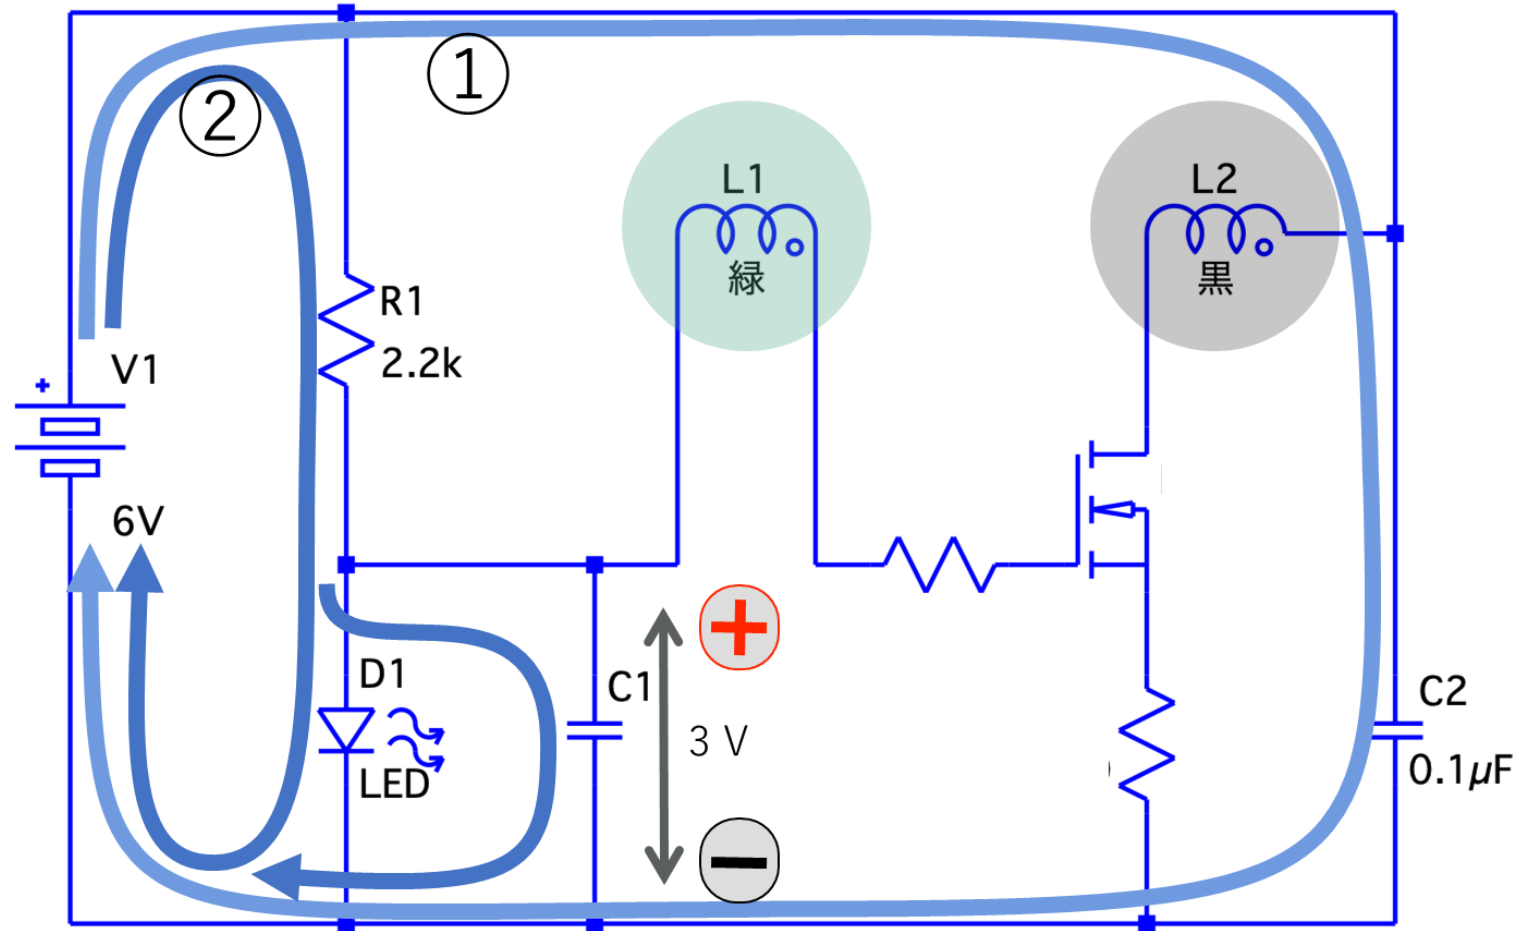 ①
②
L1
緑
L2
黒
R1
2.2k
V1
+
6V
+
D1
LED
C1
3 V
−
C2
0.1µF